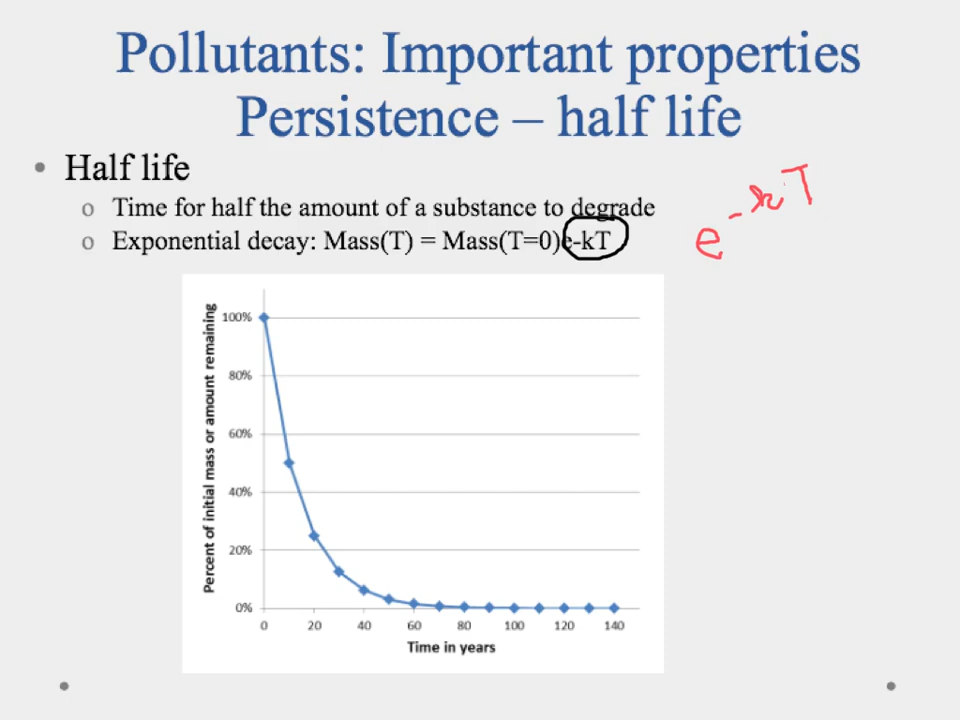 Pollutants: Important properties
Persistence – half life
• Half life
o Time for half the amount of a substance to degrade
o Exponential decay: Mass(T) = Mass(T=0)e-kT
e-kT
Percent of initial mass or amount remaining
100%
80%
60%
40%
20%
0%
0 20 40 60 80 100 120 140
Time in years